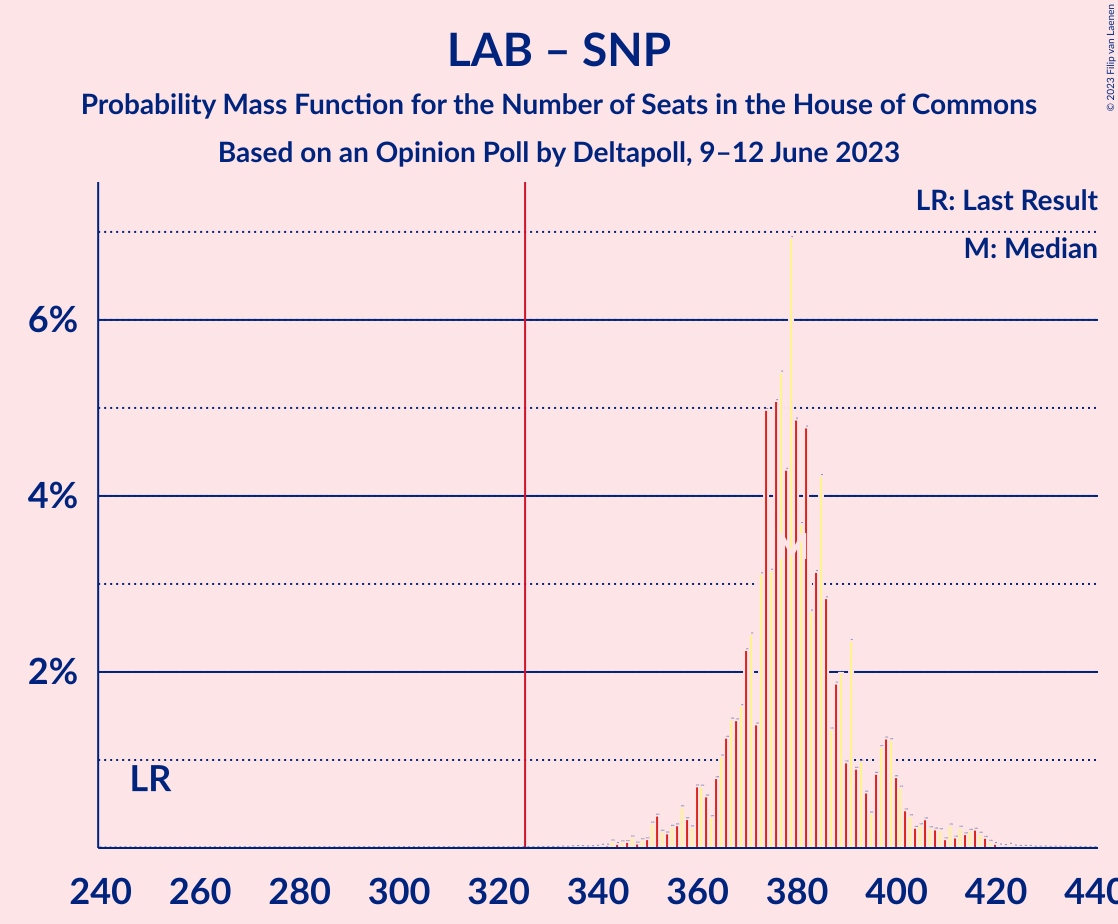 LAB – SNP
Probability Mass Function for the Number of Seats in the House of Commons
Based on an Opinion Poll by Deltapoll, 9–12 June 2023
© 2023 Filip van Laenen
LR: Last Result
M: Median
6%
4%
2%
LR
M
240 260 280 300 320 340 360 380 400 420 440